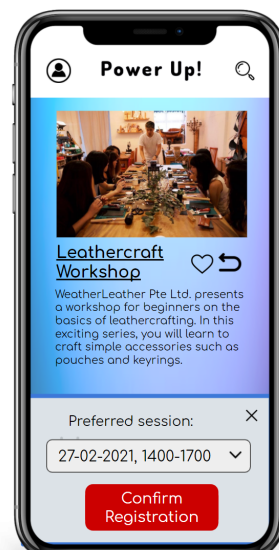 Power Up!
Leathercraft
Workshop
WeatherLeather Pte Ltd. presents
a workshop for beginners on the
basics of leathercrafting. In this
exciting series, you will learn to
craft simple accessories such as
pouches and keyrings.
Preferred session:
27-02-2021, 1400-1700
Confirm
Registration